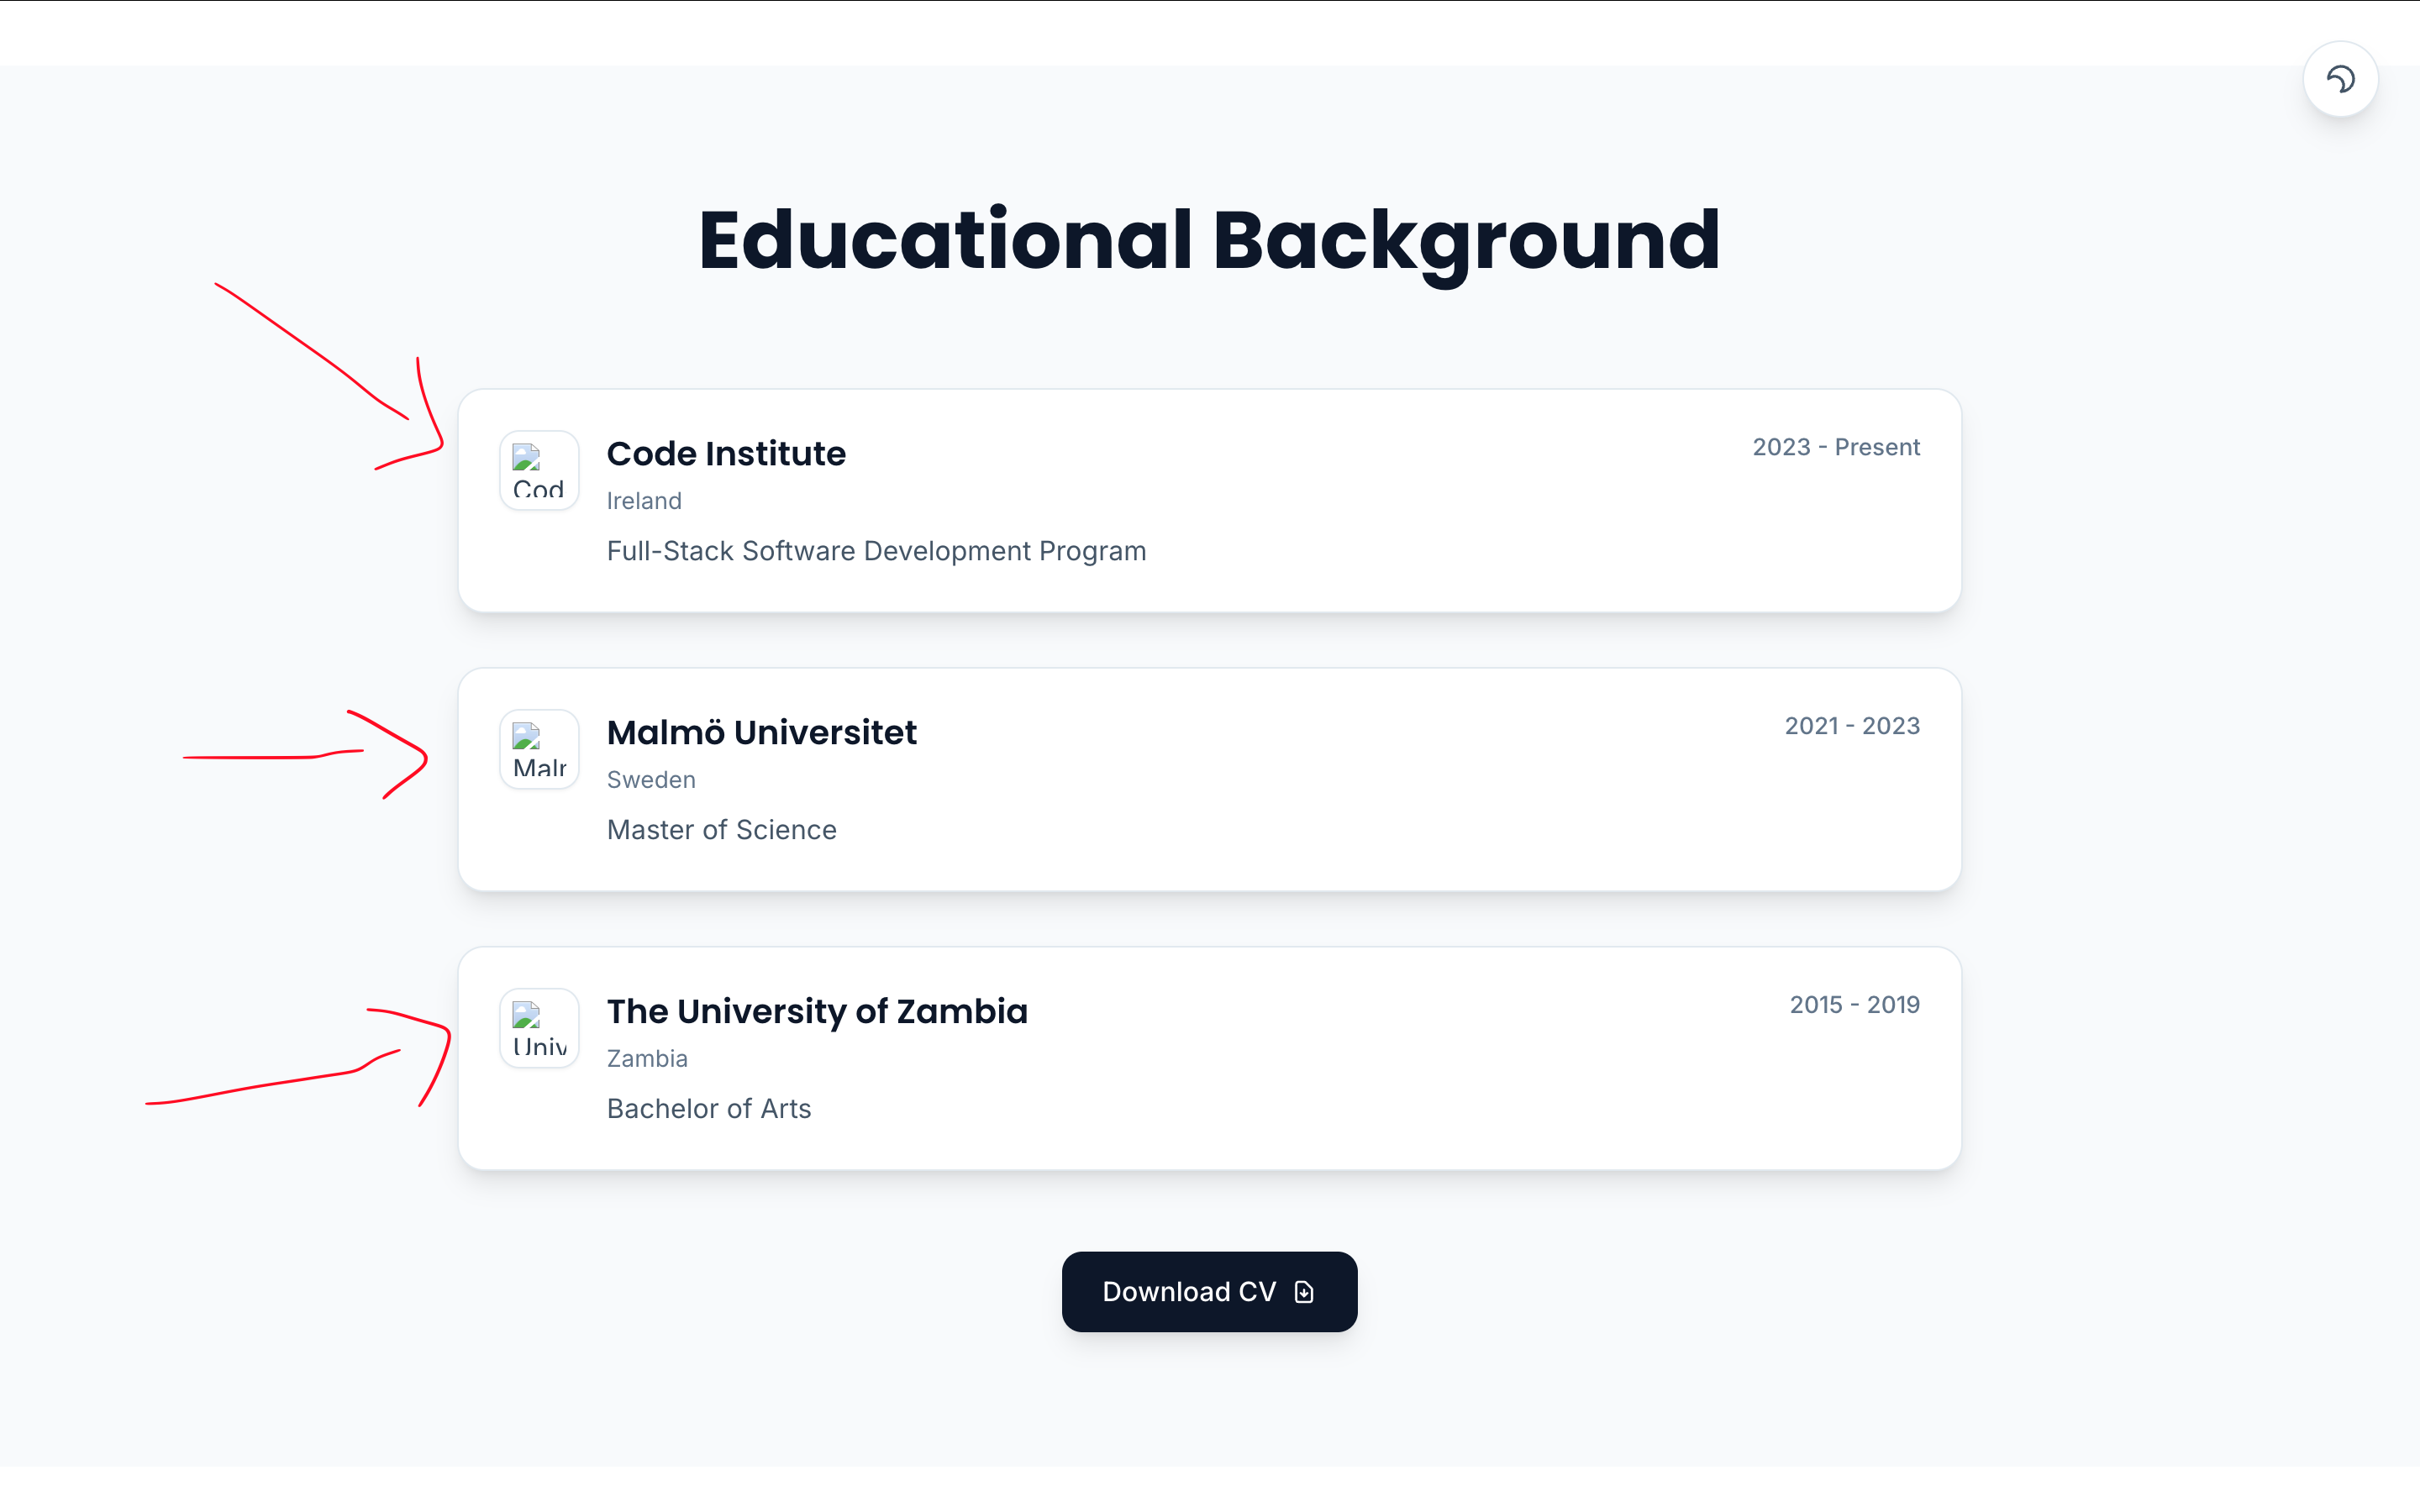 Educational Background
Cod
Code Institute
2023 - Present
Ireland
Full-Stack Software Development Program
Malmö Universitet
2021 - 2023
Sweden
Master of Science
Univ
The University of Zambia
2015 - 2019
Zambia
Bachelor of Arts
Download CV